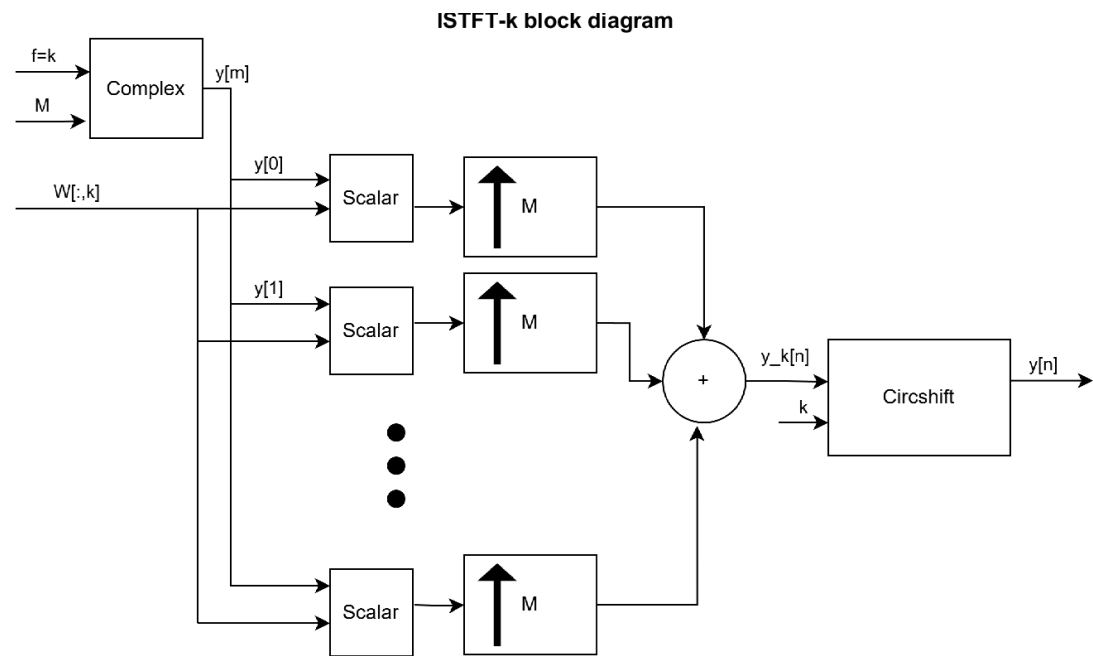 ISTFT-k block diagram
f=k
M
Complex
y[m]
W[:,k]
y[0]
Scalar
M
y[1]
Scalar
M
+
y_k[n]
k
Circshift
y[n]
Scalar
M